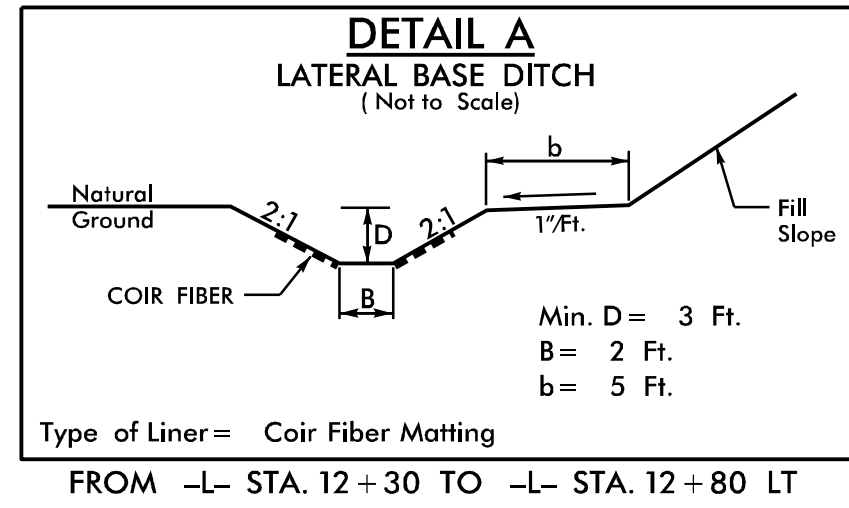 DETAIL A
LATERAL BASE DITCH
( Not to Scale)
b
Natural
Ground
2:1
D
2:1
1"/Ft.
Fill
Slope
COIR FIBER
B
Min. D = 3 Ft.
B = 2 Ft.
b = 5 Ft.
Type of Liner = Coir Fiber Matting
FROM -L- STA. 12 + 30 TO -L- STA. 12 + 80 LT